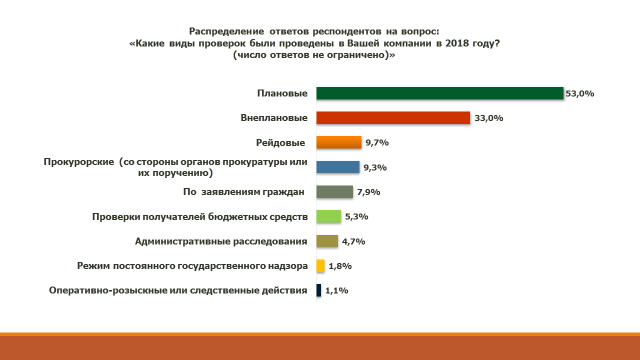 Распределение ответов респондентов на вопрос:
«Какие виды проверок были проведены в Вашей компании в 2018 году?
(число ответов не ограничено)»
Плановые 53,0%
Внеплановые 33,0%
Рейдовые 9,7%
Прокурорские (со стороны органов прокуратуры или
их поручению) 9,3%
По заявлениям граждан 7,9%
Проверки получателей бюджетных средств 5,3%
Административные расследования 4,7%
Режим постоянного государственного надзора 1,8%
Оперативно-розыскные или следственные действия 1,1%